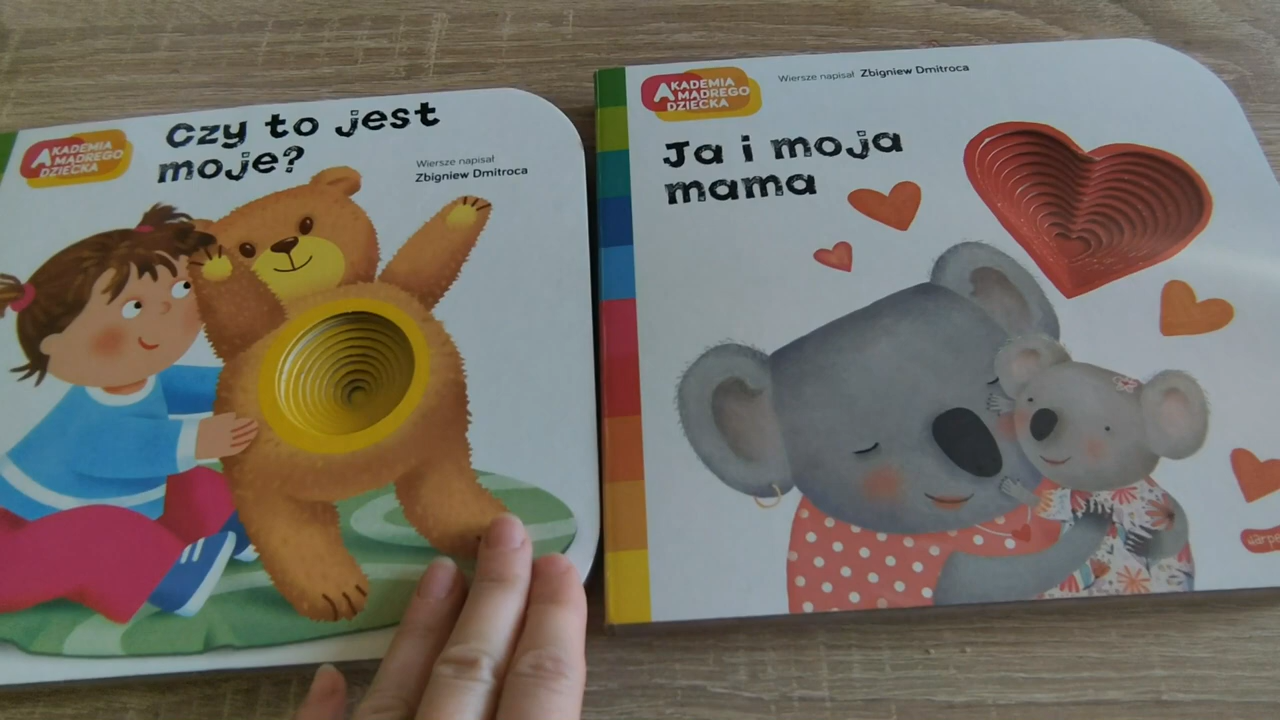 AKADEMIA
MĄDREGO
DZIECKA
Czy to jest
moje?
Wiersze napisał
Zbigniew Dmitroca
AKADEMIA
MĄDREGO
DZIECKA
Wiersze napisał Zbigniew Dmitroca
Ja i moja
mama